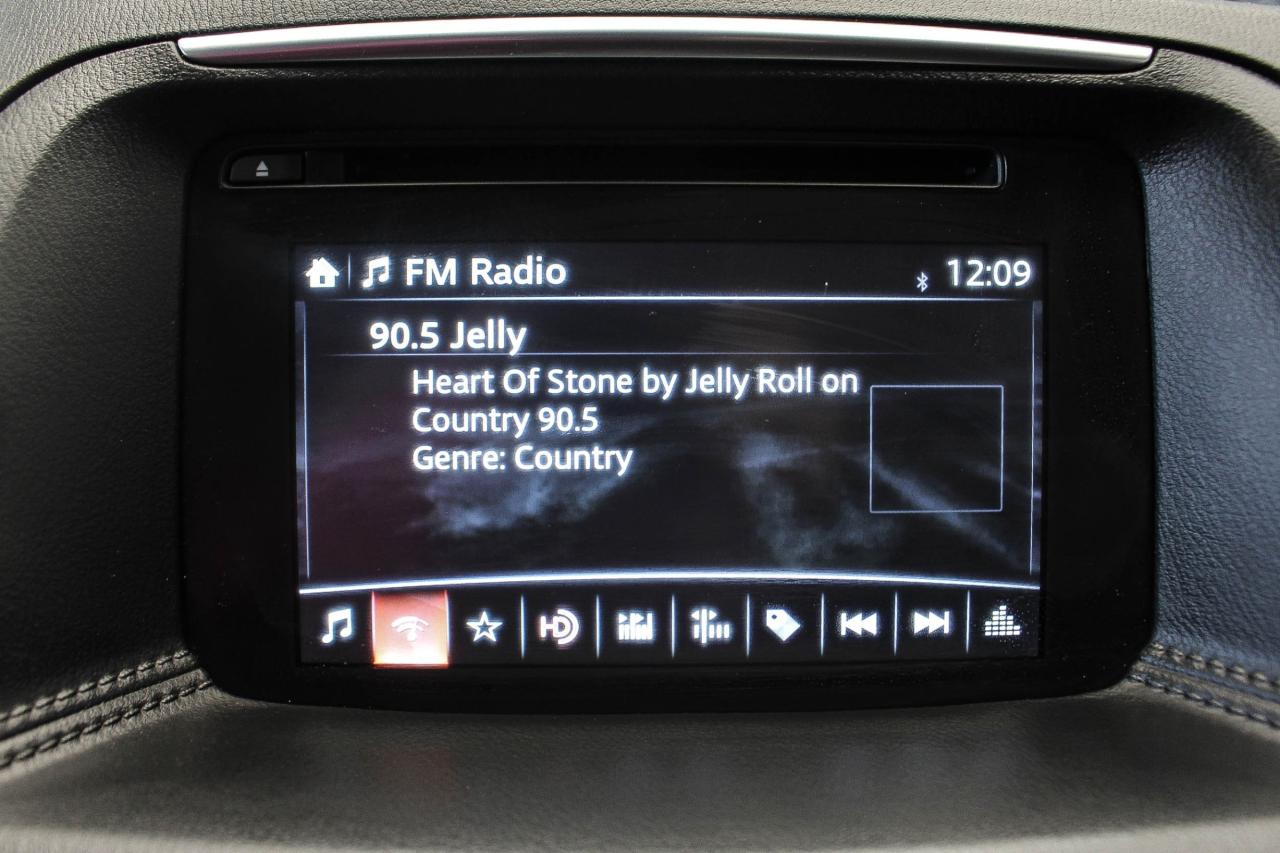 FM Radio
12:09
90.5 Jelly
Heart Of Stone by Jelly Roll on
Country 90.5
Genre: Country
HD